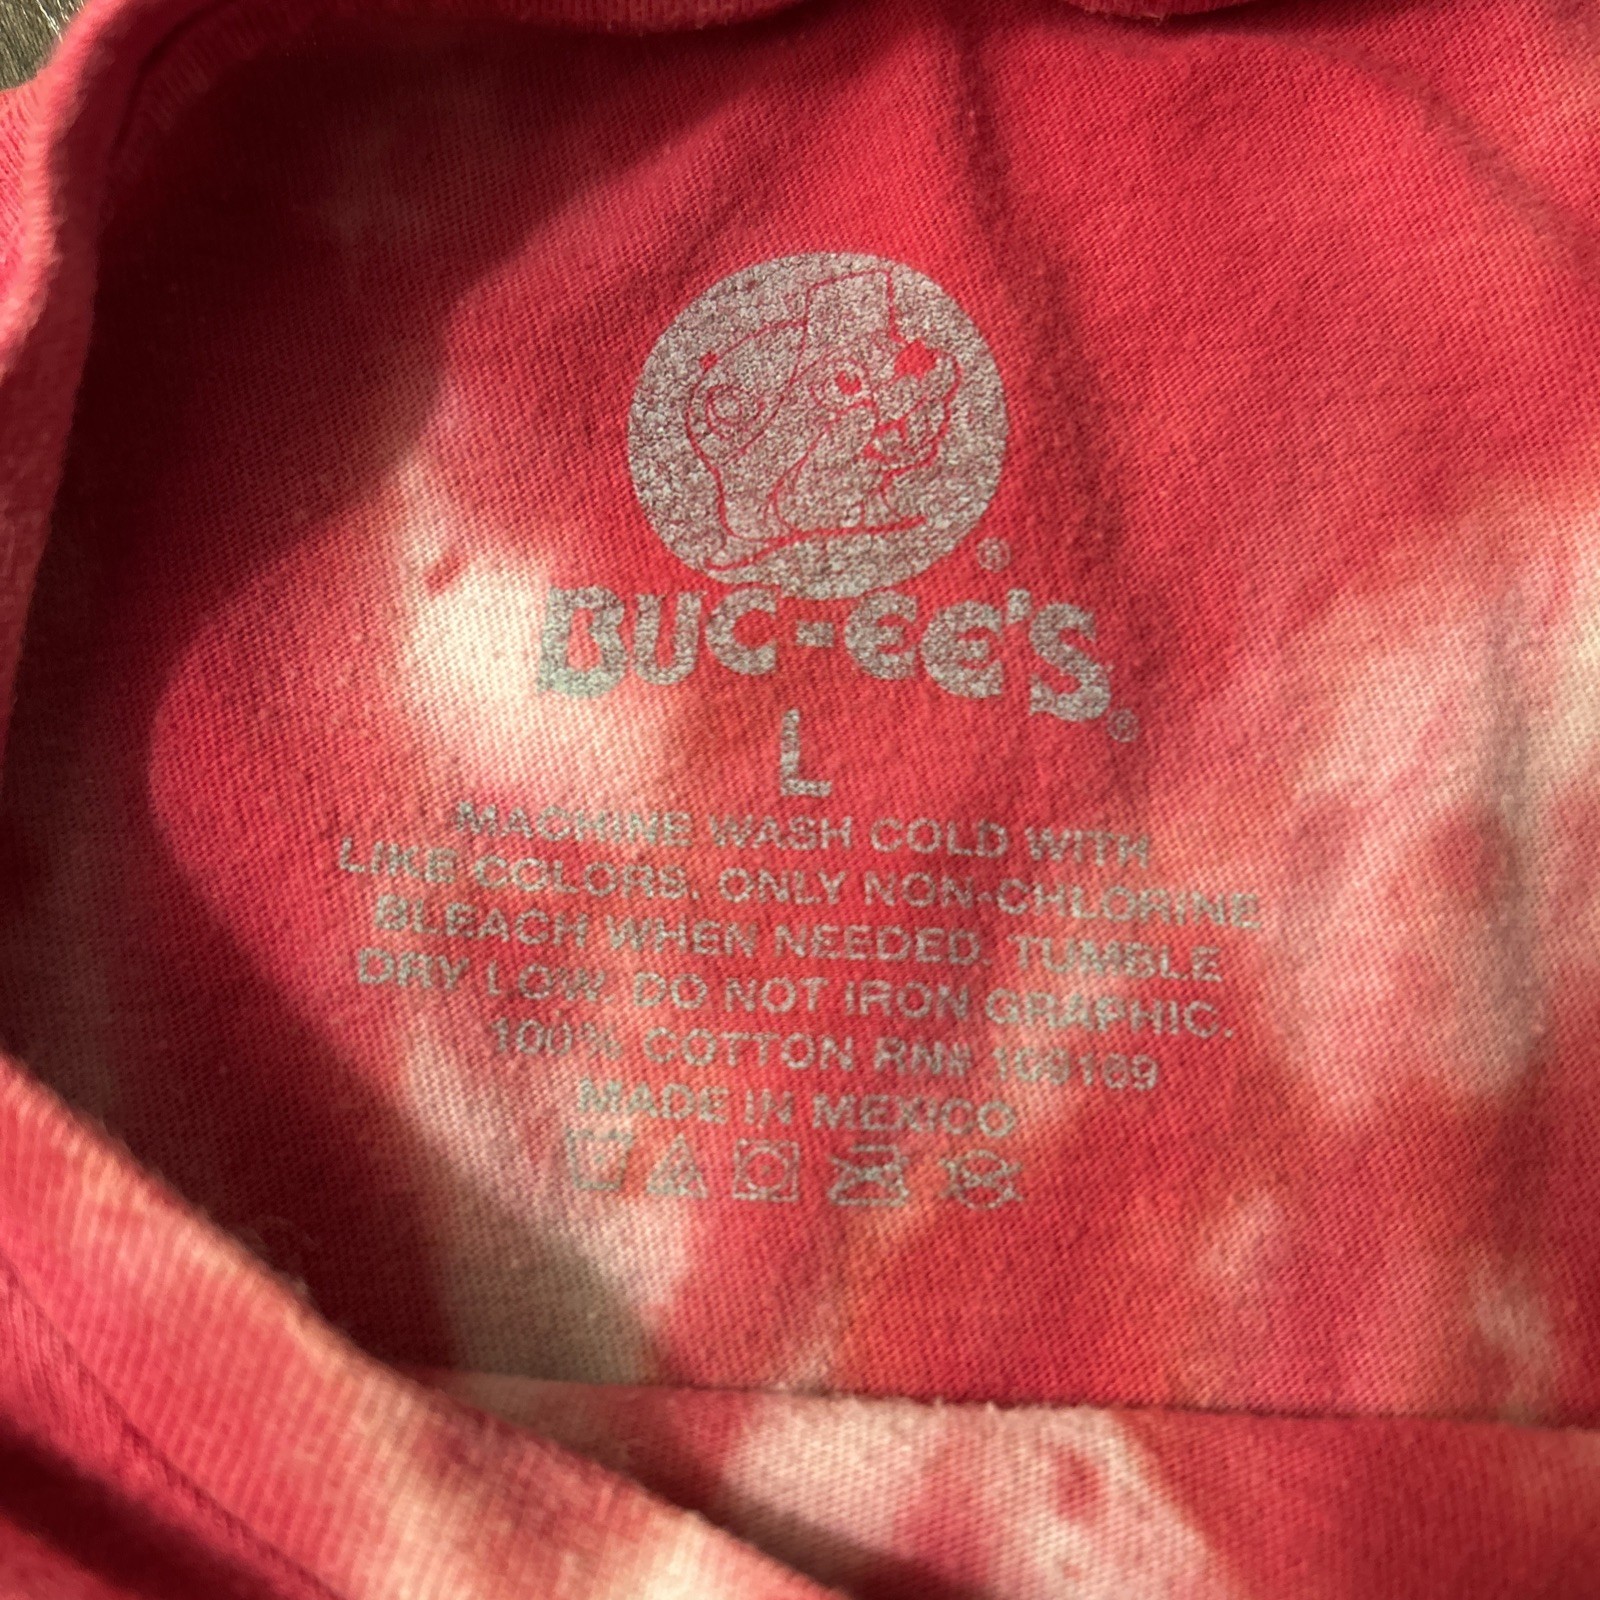 ®
BUC-EE'S®
L
MACHINE WASH COLD WITH
LIKE COLORS. ONLY NON-CHLORINE
BLEACH WHEN NEEDED. TUMBLE
DRY LOW. DO NOT IRON GRAPHIC.
100% COTTON RN# 109169
MADE IN MEXICO